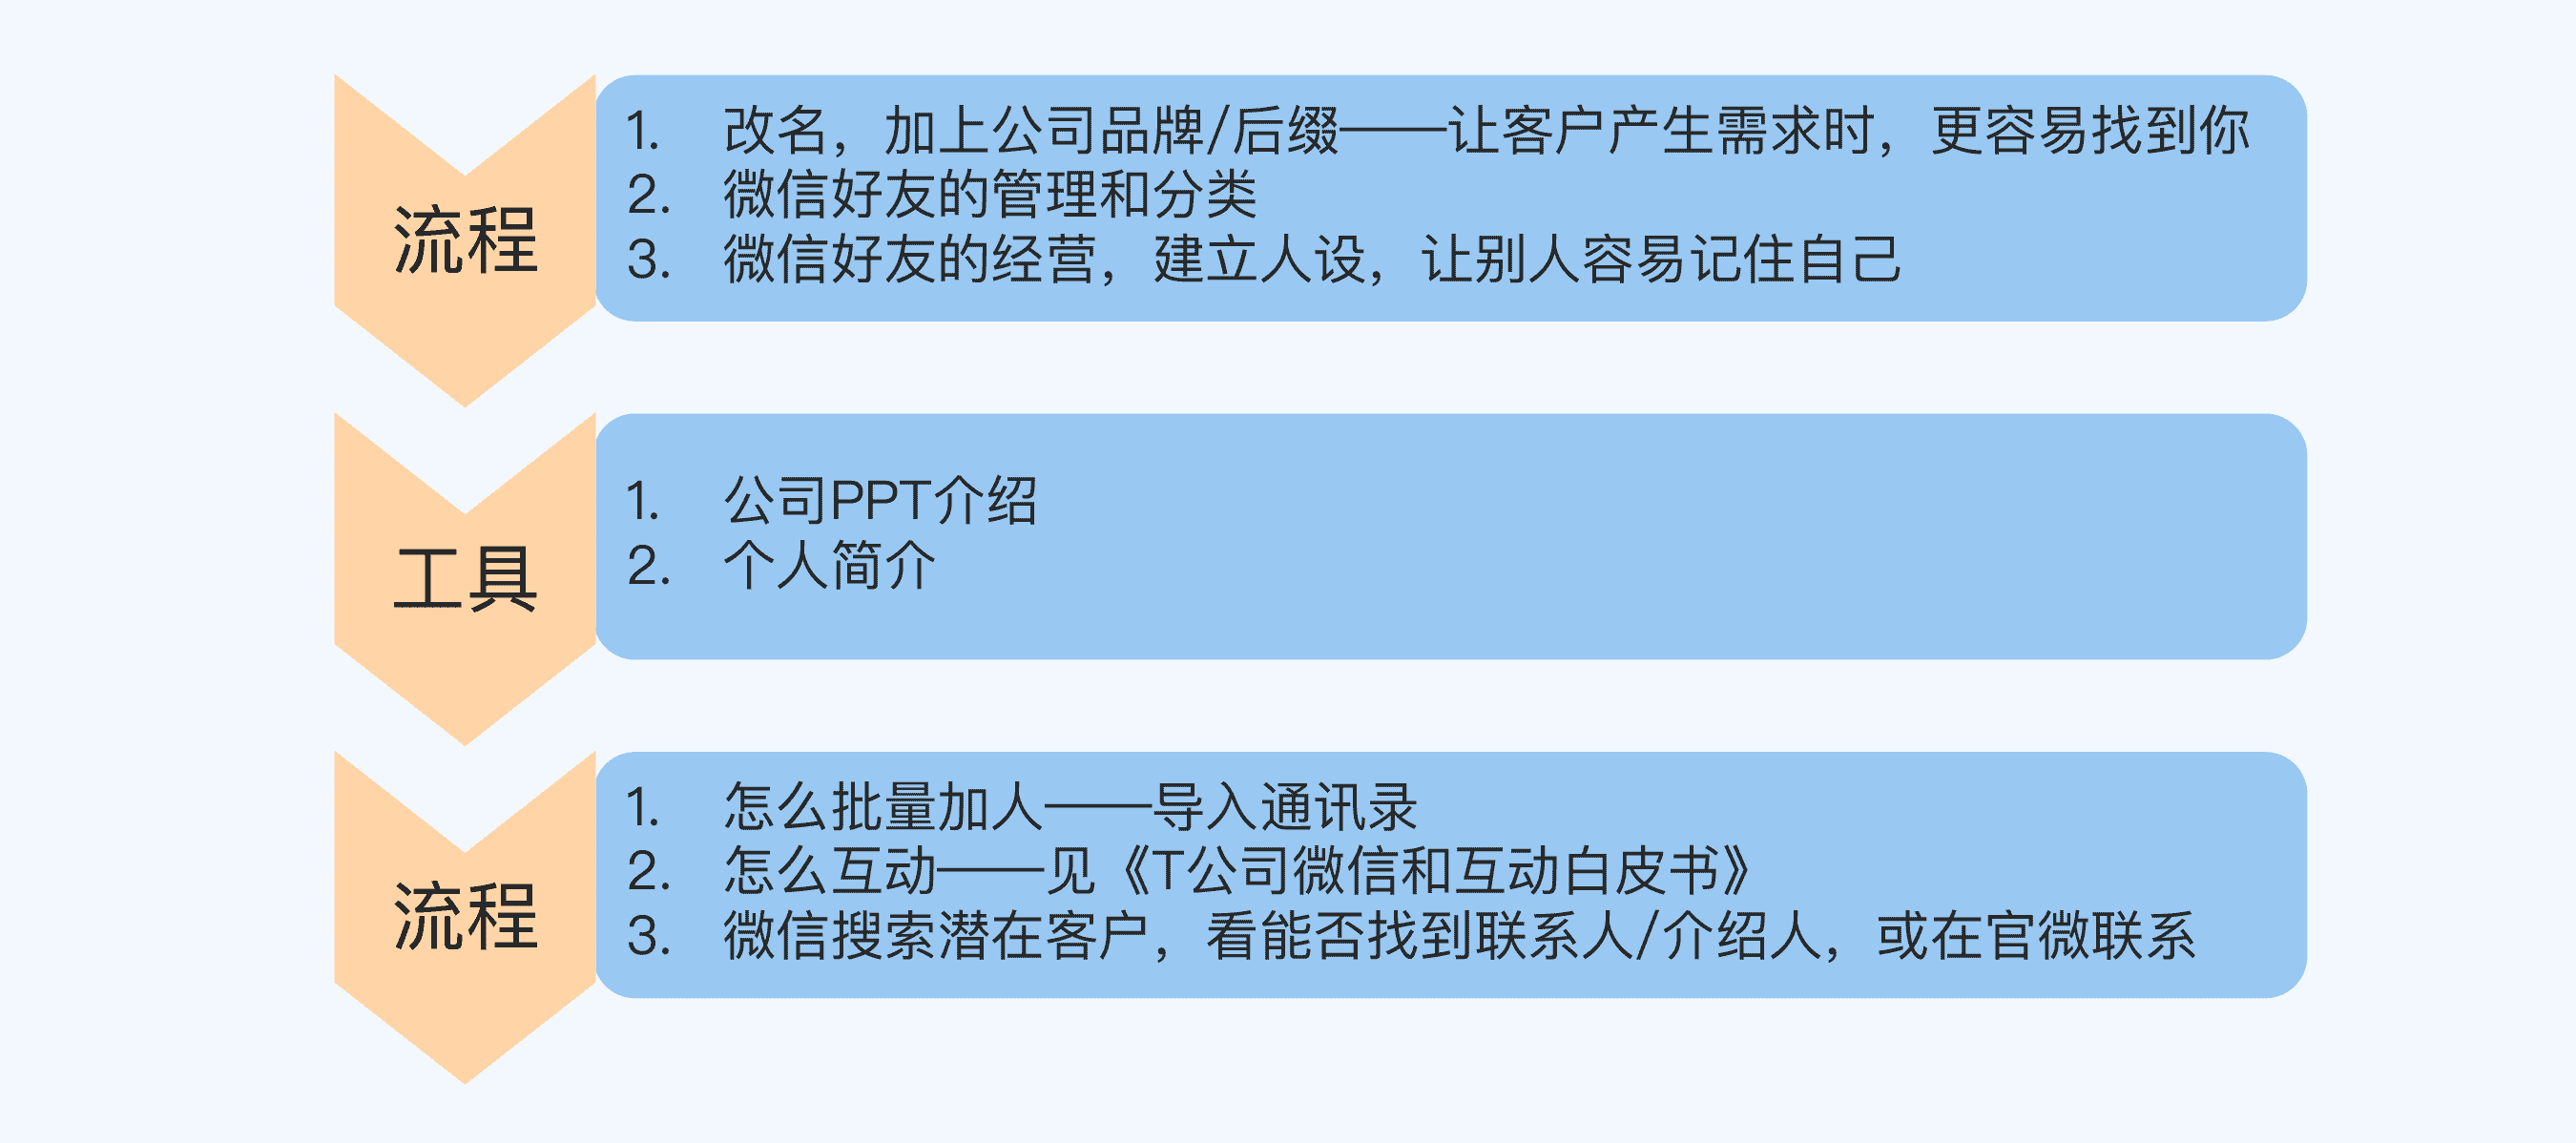 流程
1. 改名，加上公司品牌/后缀——让客户产生需求时，更容易找到你
2. 微信好友的管理和分类
3. 微信好友的经营，建立人设，让别人容易记住自己
工具
1. 公司PPT介绍
2. 个人简介
流程
1. 怎么批量加人——导入通讯录
2. 怎么互动——见《T公司微信和互动白皮书》
3. 微信搜索潜在客户，看能否找到联系人/介绍人，或在官微联系